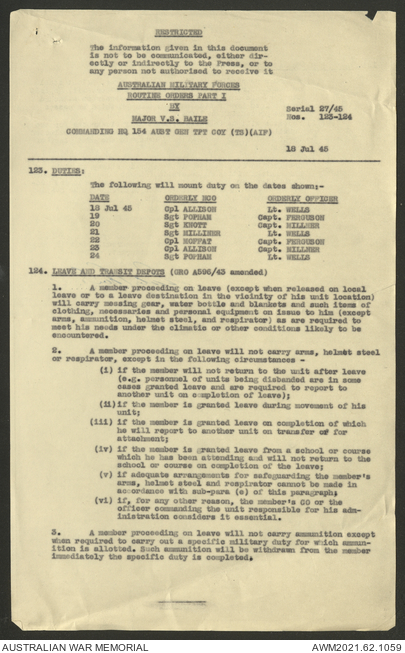 RESTRICTED
The information given in this document
is not to be communicated, either dir-
ectly or indirectly to the Press, or to
any person not authorised to receive it
AUSTRALIAN MILITARY FORCES
ROUTINE ORDERS PART I
BY
MAJOR V.S. BAILE
COMMANDING HQ 154 AUST GEN TPT COY (TS)(AIF)
Serial 27/45
Nos. 123-124
18 Jul 45
123. DUTIES:
The following will mount duty on the dates shown:-
DATE ORDERLY NCO ORDERLY OFFICER
18 Jul 45 Cpl ALLISON Lt. WELLS
19 Sgt POPHAM Capt. FERGUSON
20 Sgt KNOTT Capt. MILLNER
21 Sgt MILLINER Lt. WELLS
22 Cpl MOFFAT Capt. FERGUSON
23 Cpl ALLISON Capt. MILLNER
24 Sgt POPHAM Lt. WELLS
124. LEAVE AND TRANSIT DEPOTS (GRO A596/43 amended)
1. A member proceeding on leave (except when released on local
leave or to a leave destination in the vicinity of his unit location)
will carry messing gear, water bottle and blankets and such items of
clothing, necessaries and personal equipment on issue to him (except
arms, ammunition, helmet steel, and respirator) as are required to
meet his needs under the climatic or other conditions likely to be
encountered.
2. A member proceeding on leave will not carry arms, helmet steel
or respirator, except in the following circumstances -
(i) if the member will not return to the unit after leave
(e.g. personnel of units being disbanded are in some
cases granted leave and are required to report to
another unit on completion of leave);
(ii) if the member is granted leave during movement of his
unit;
(iii) if the member is granted leave on completion of which
he will report to another unit on transfer or for
attachment;
(iv) if the member is granted leave from a school or course
which he has been attending and will not return to the
school or course on completion of the leave;
(v) if adequate arrangements for safeguarding the member's
arms, helmet steel and respirator cannot be made in
accordance with sub-para (e) of this paragraph;
(vi) if, for any other reason, the member's CO or the
officer commanding the unit responsible for his adm-
inistration considers it essential.
3. A member proceeding on leave will not carry ammunition except
when required to carry out a specific military duty for which ammun-
ition is allotted. Such ammunition will be withdrawn from the member
immediately the specific duty is completed.
AUSTRALIAN WAR MEMORIAL
AWM2021.62.1059